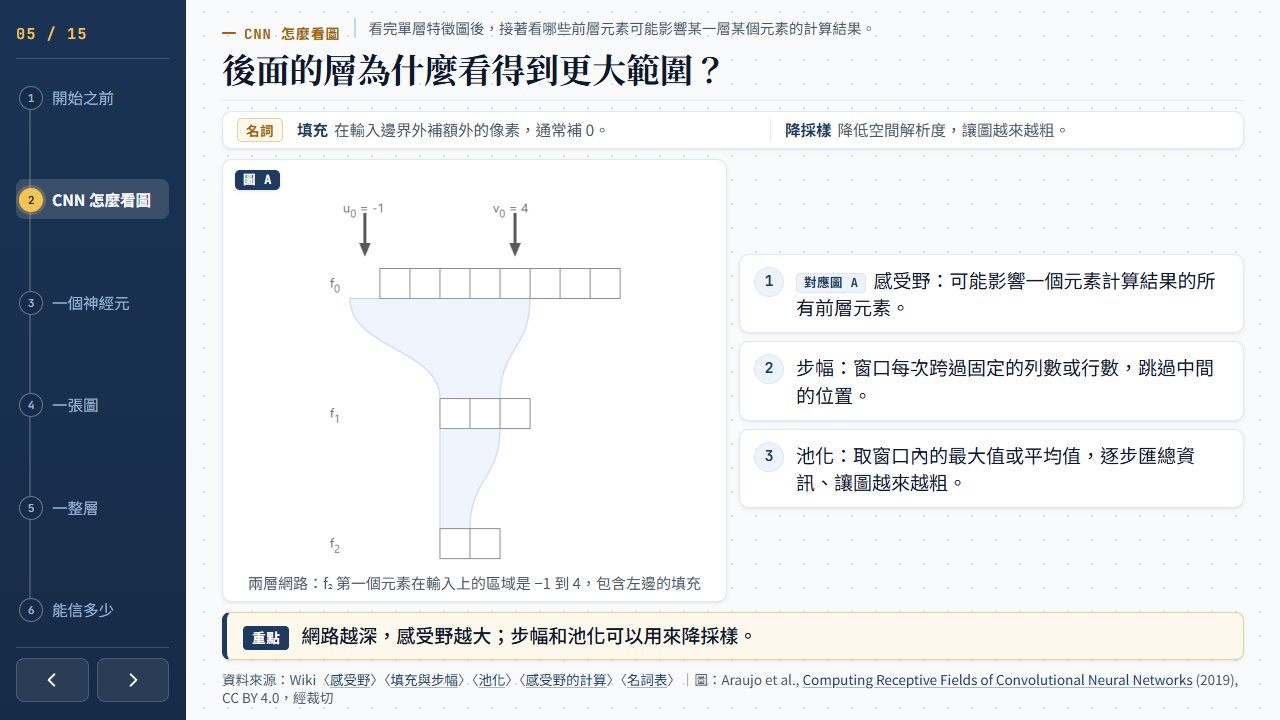 05 / 15
1 開始之前
2 CNN 怎麼看圖
3 一個神經元
4 一張圖
5 一整層
6 能信多少
CNN 怎麼看圖
看完單層特徵圖後，接著看哪些前層元素可能影響某一層某個元素的計算結果。
後面的層為什麼看得到更大範圍？
名詞 填充 在輸入邊界外補額外的像素，通常補 0。
降採樣 降低空間解析度，讓圖越來越粗。
圖 A
u0 = -1
v0 = 4
f0
f1
f2
兩層網路：f₂ 第一個元素在輸入上的區域是 −1 到 4，包含左邊的填充
1 對應圖 A 感受野：可能影響一個元素計算結果的所
有前層元素。
2 步幅：窗口每次跨過固定的列數或行數，跳過中間
的位置。
3 池化：取窗口內的最大值或平均值，逐步匯總資
訊、讓圖越來越粗。
重點 網路越深，感受野越大；步幅和池化可以用來降採樣。
資料來源：Wiki〈感受野〉〈填充與步幅〉〈池化〉〈感受野的計算〉〈名詞表〉｜圖：Araujo et al., Computing Receptive Fields of Convolutional Neural Networks (2019),
CC BY 4.0，經裁切